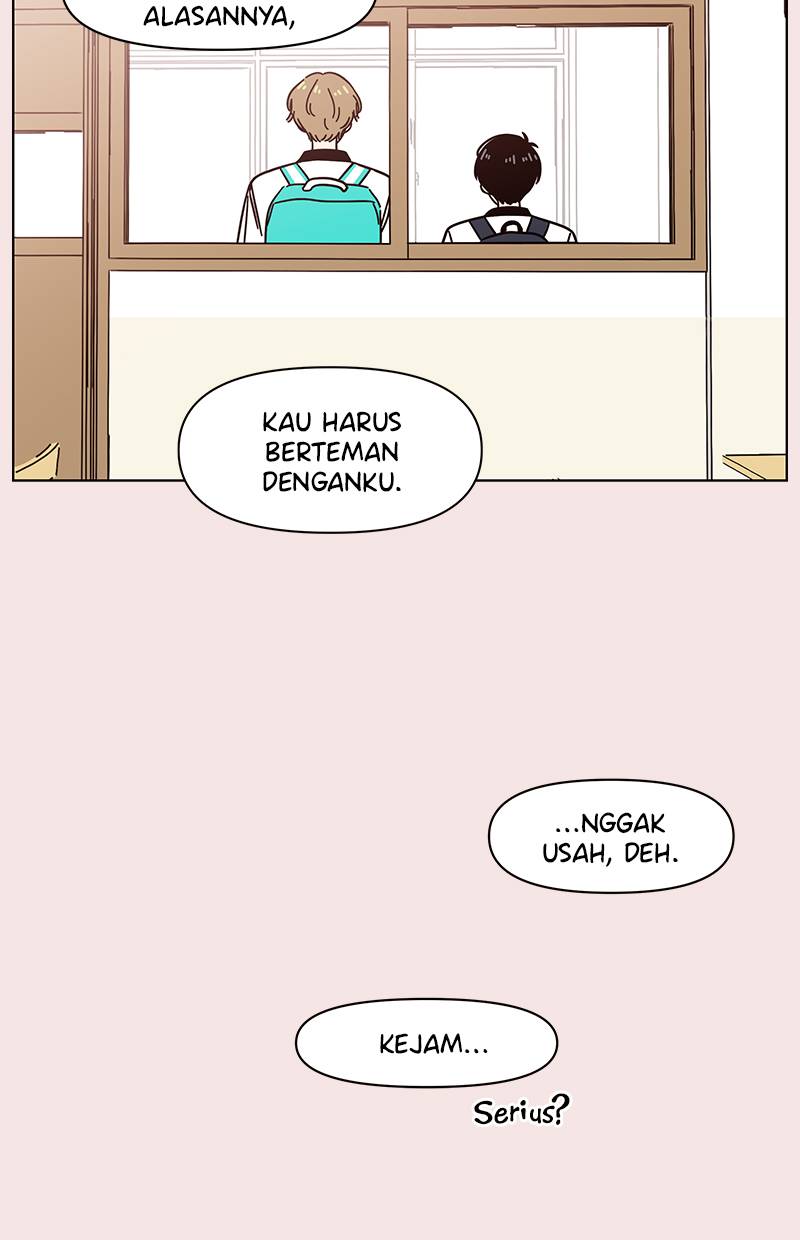 ALASANNYA,
KAU HARUS
BERTEMAN
DENGANKU.
...NGGAK
USAH, DEH.
KEJAM...
Serius?